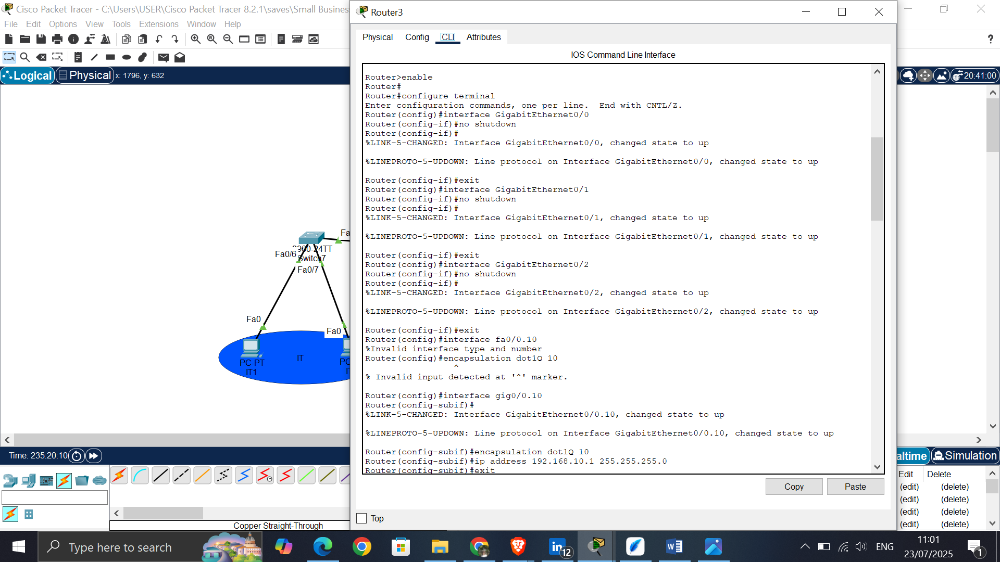 Cisco Packet Tracer - C:\Users\USER\Cisco Packet Tracer 8.2.1\saves\Small Business
File Edit Options View Tools Extensions Window Help
Logical Physical x: 1796, y: 632
20:41:00
Router3
Physical Config CLI Attributes
IOS Command Line Interface
Router>enable
Router#
Router#configure terminal
Enter configuration commands, one per line.  End with CNTL/Z.
Router(config)#interface GigabitEthernet0/0
Router(config-if)#no shutdown
Router(config-if)#
%LINK-5-CHANGED: Interface GigabitEthernet0/0, changed state to up
%LINEPROTO-5-UPDOWN: Line protocol on Interface GigabitEthernet0/0, changed state to up
Router(config-if)#exit
Router(config)#interface GigabitEthernet0/1
Router(config-if)#no shutdown
Router(config-if)#
%LINK-5-CHANGED: Interface GigabitEthernet0/1, changed state to up
%LINEPROTO-5-UPDOWN: Line protocol on Interface GigabitEthernet0/1, changed state to up
Router(config-if)#exit
Router(config)#interface GigabitEthernet0/2
Router(config-if)#no shutdown
Router(config-if)#
%LINK-5-CHANGED: Interface GigabitEthernet0/2, changed state to up
%LINEPROTO-5-UPDOWN: Line protocol on Interface GigabitEthernet0/2, changed state to up
Router(config-if)#exit
Router(config)#interface fa0/0.10
%Invalid interface type and number
Router(config)#encapsulation dot1Q 10
^
% Invalid input detected at '^' marker.
Router(config)#interface gig0/0.10
Router(config-subif)#
%LINK-5-CHANGED: Interface GigabitEthernet0/0.10, changed state to up
%LINEPROTO-5-UPDOWN: Line protocol on Interface GigabitEthernet0/0.10, changed state to up
Router(config-subif)#encapsulation dot1Q 10
Router(config-subif)#ip address 192.168.10.1 255.255.255.0
Router(config-subif)#exit
Copy Paste
Top
Fa
2960-24TT
Fa0/6
Switch7
Fa0/7
Fa0
Fa0
IT
PC-PT
IT1
PC
Time: 235:20:10
altime Simulation
Edit Delete
(edit) (delete)
(edit) (delete)
(edit) (delete)
(edit) (delete)
Copper Straight-Through
Type here to search
12
ENG
11:01
23/07/2025
1